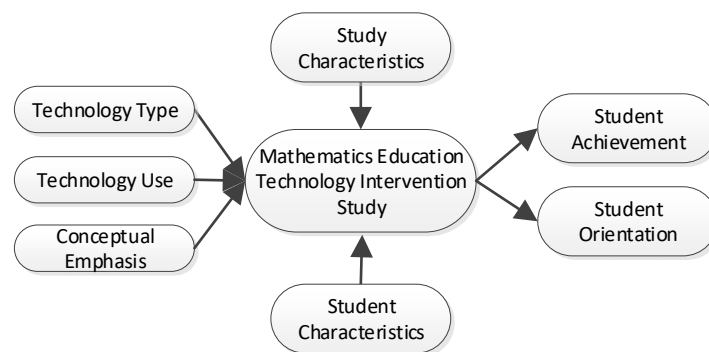 Study
Characteristics
Technology Type
Technology Use
Conceptual
Emphasis
Mathematics Education
Technology Intervention
Study
Student
Characteristics
Student
Achievement
Student
Orientation